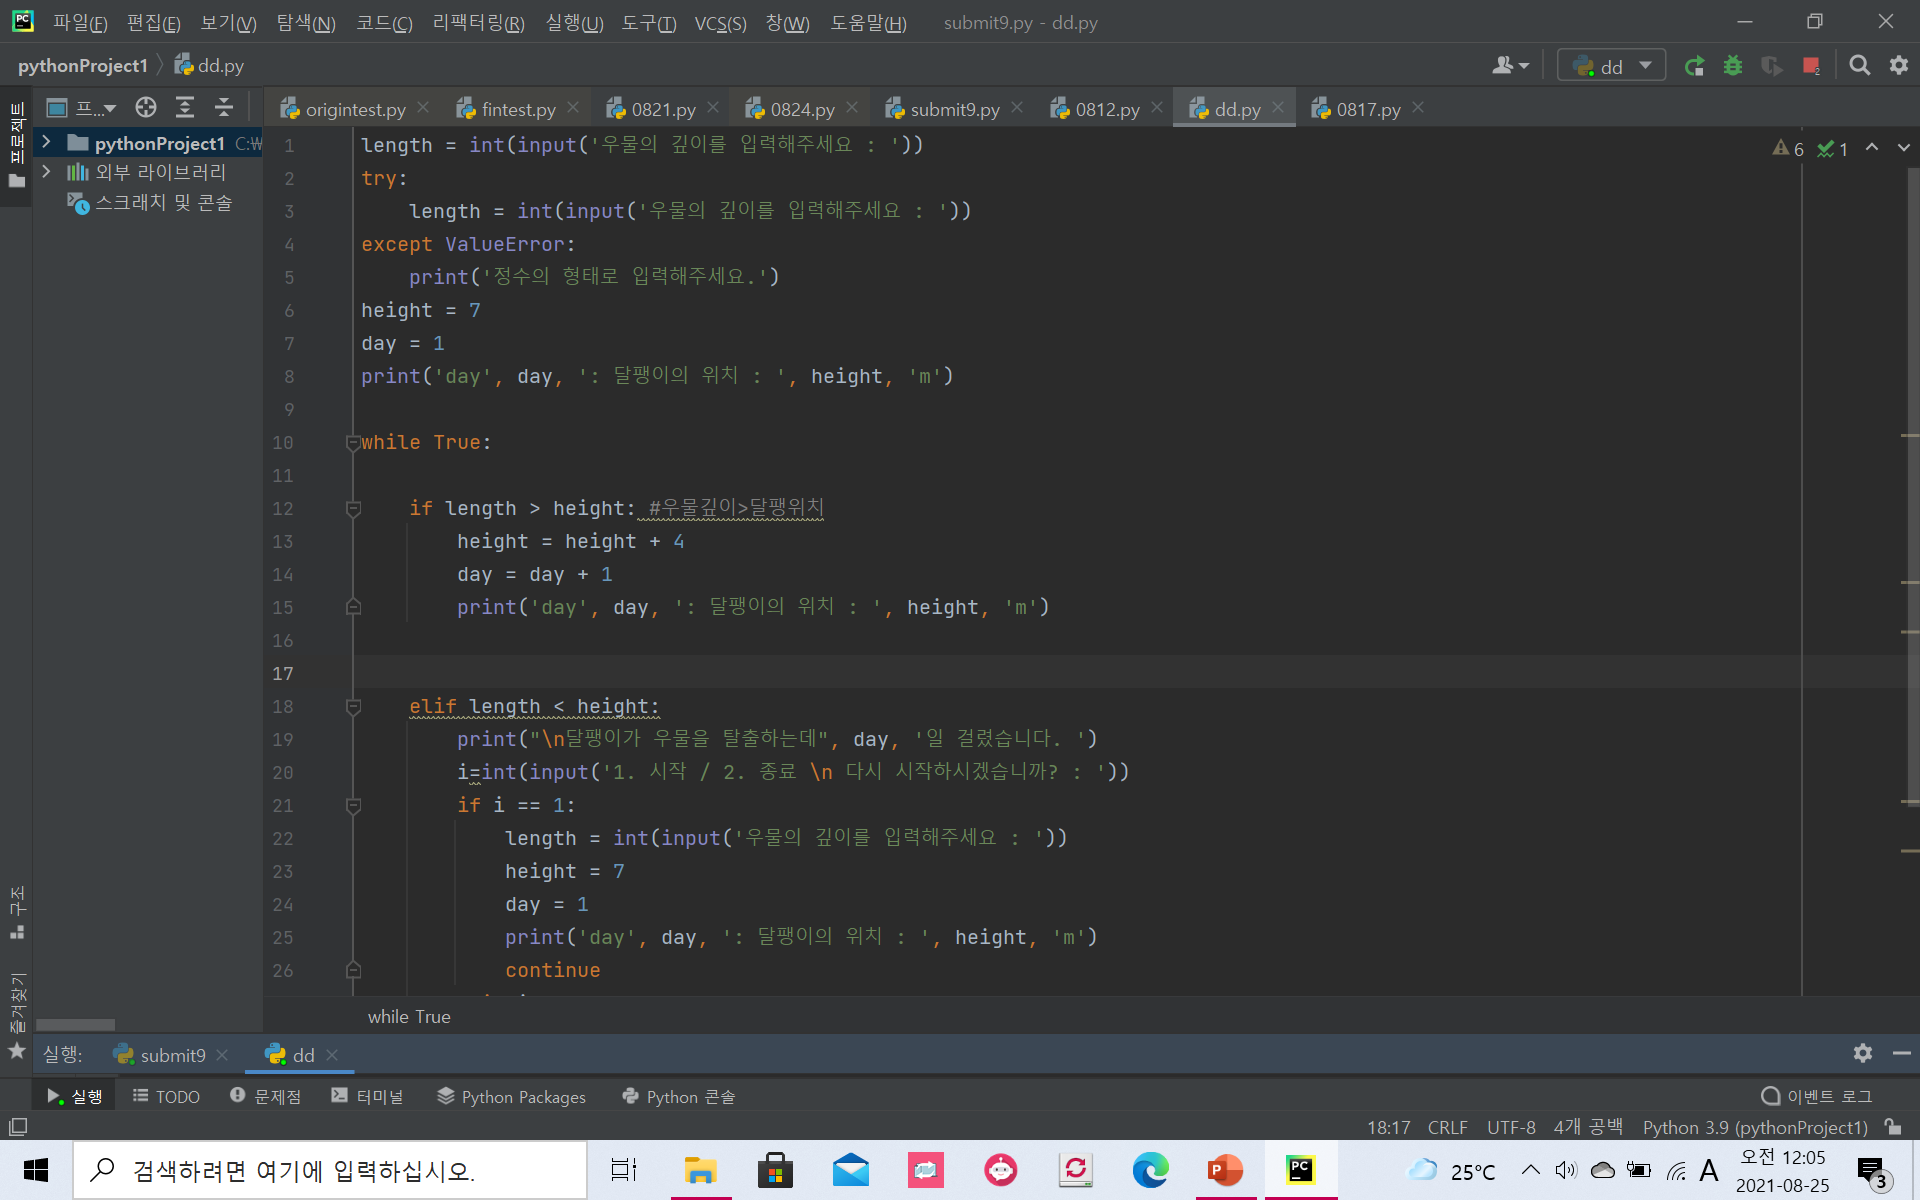 파일(F) 편집(E) 보기(V) 탐색(N) 코드(C) 리팩터링(R) 실행(U) 도구(T) VCS(S) 창(W) 도움말(H) submit9.py - dd.py
pythonProject1 dd.py
dd
프...
origintest.py fintest.py 0821.py 0824.py submit9.py 0812.py dd.py 0817.py
프로젝트
pythonProject1 C:₩
외부 라이브러리
스크래치 및 콘솔
6 1
1 length = int(input('우물의 깊이를 입력해주세요 : '))
2 try:
3     length = int(input('우물의 깊이를 입력해주세요 : '))
4 except ValueError:
5     print('정수의 형태로 입력해주세요.')
6 height = 7
7 day = 1
8 print('day', day, ': 달팽이의 위치 : ', height, 'm')
9
10 while True:
11
12     if length > height: #우물깊이>달팽위치
13         height = height + 4
14         day = day + 1
15         print('day', day, ': 달팽이의 위치 : ', height, 'm')
16
17
18     elif length < height:
19         print("\n달팽이가 우물을 탈출하는데", day, '일 걸렸습니다. ')
20         i=int(input('1. 시작 / 2. 종료 \n 다시 시작하시겠습니까? : '))
21         if i == 1:
22             length = int(input('우물의 깊이를 입력해주세요 : '))
23             height = 7
24             day = 1
25             print('day', day, ': 달팽이의 위치 : ', height, 'm')
26             continue
while True
구조
즐겨찾기
실행: submit9 dd
실행 TODO 문제점 터미널 Python Packages Python 콘솔 이벤트 로그
18:17 CRLF UTF-8 4개 공백 Python 3.9 (pythonProject1)
검색하려면 여기에 입력하십시오.
25°C A 오전 12:05
2021-08-25
3